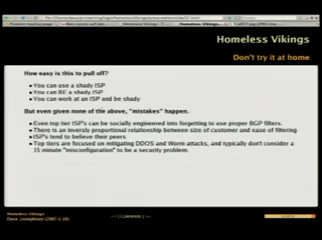 Homeless Vikings
Don't try it at home
How easy is this to pull off?
• You can use a shady ISP
• You can BE a shady ISP
• You can work at an ISP and be shady
But even given none of the above, "mistakes" happen.
• Even top tier ISP's can be socially engineered into forgetting to use proper BGP filters.
• There is an inversly proportional relationship between size of customer and ease of filtering
• ISP's tend to believe their peers
• Top tiers are focused on mitigating DDOS and Worm attacks, and typically don't consider a
15 minute "misconfiguration" to be a security problem.
Homeless Vikings